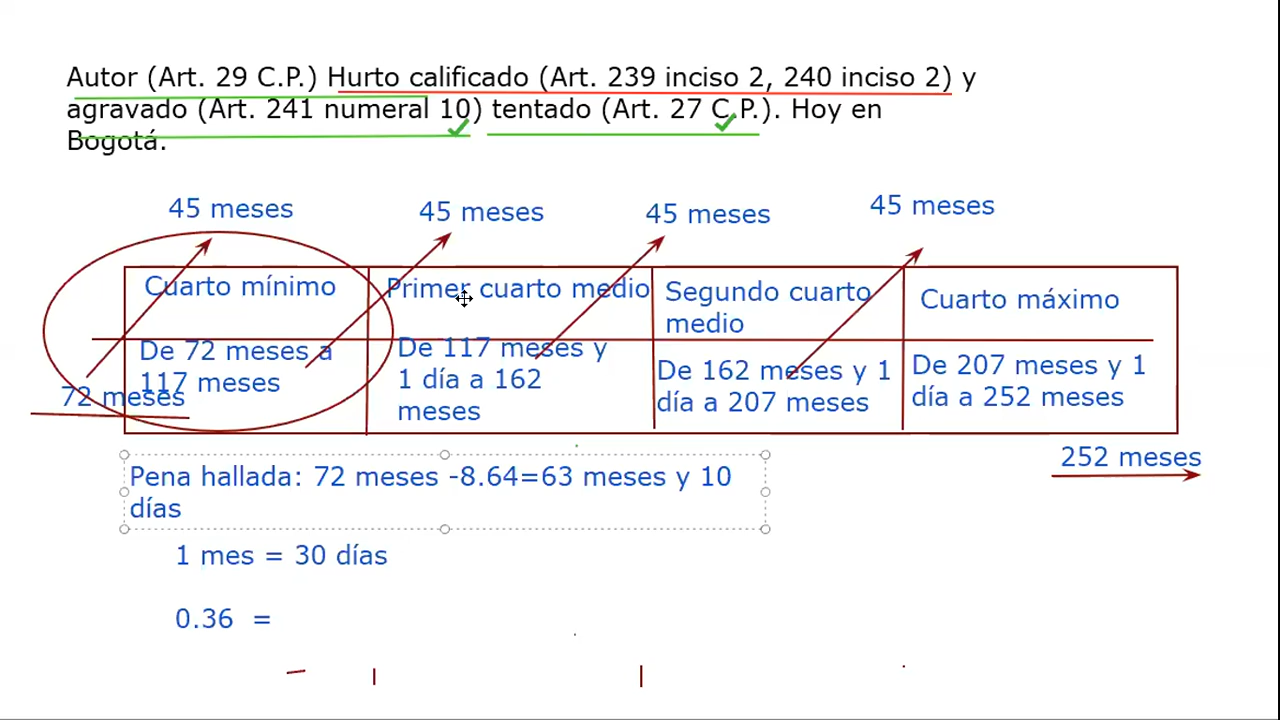 Autor (Art. 29 C.P.) Hurto calificado (Art. 239 inciso 2, 240 inciso 2) y
agravado (Art. 241 numeral 10) tentado (Art. 27 C.P.). Hoy en
Bogotá.
45 meses
45 meses
45 meses
45 meses
Cuarto mínimo
Primer cuarto medio
Segundo cuarto
medio
Cuarto máximo
De 72 meses a
117 meses
De 117 meses y
1 día a 162
meses
De 162 meses y 1
día a 207 meses
De 207 meses y 1
día a 252 meses
72 meses
252 meses
Pena hallada: 72 meses -8.64=63 meses y 10
días
1 mes = 30 días
0.36 =